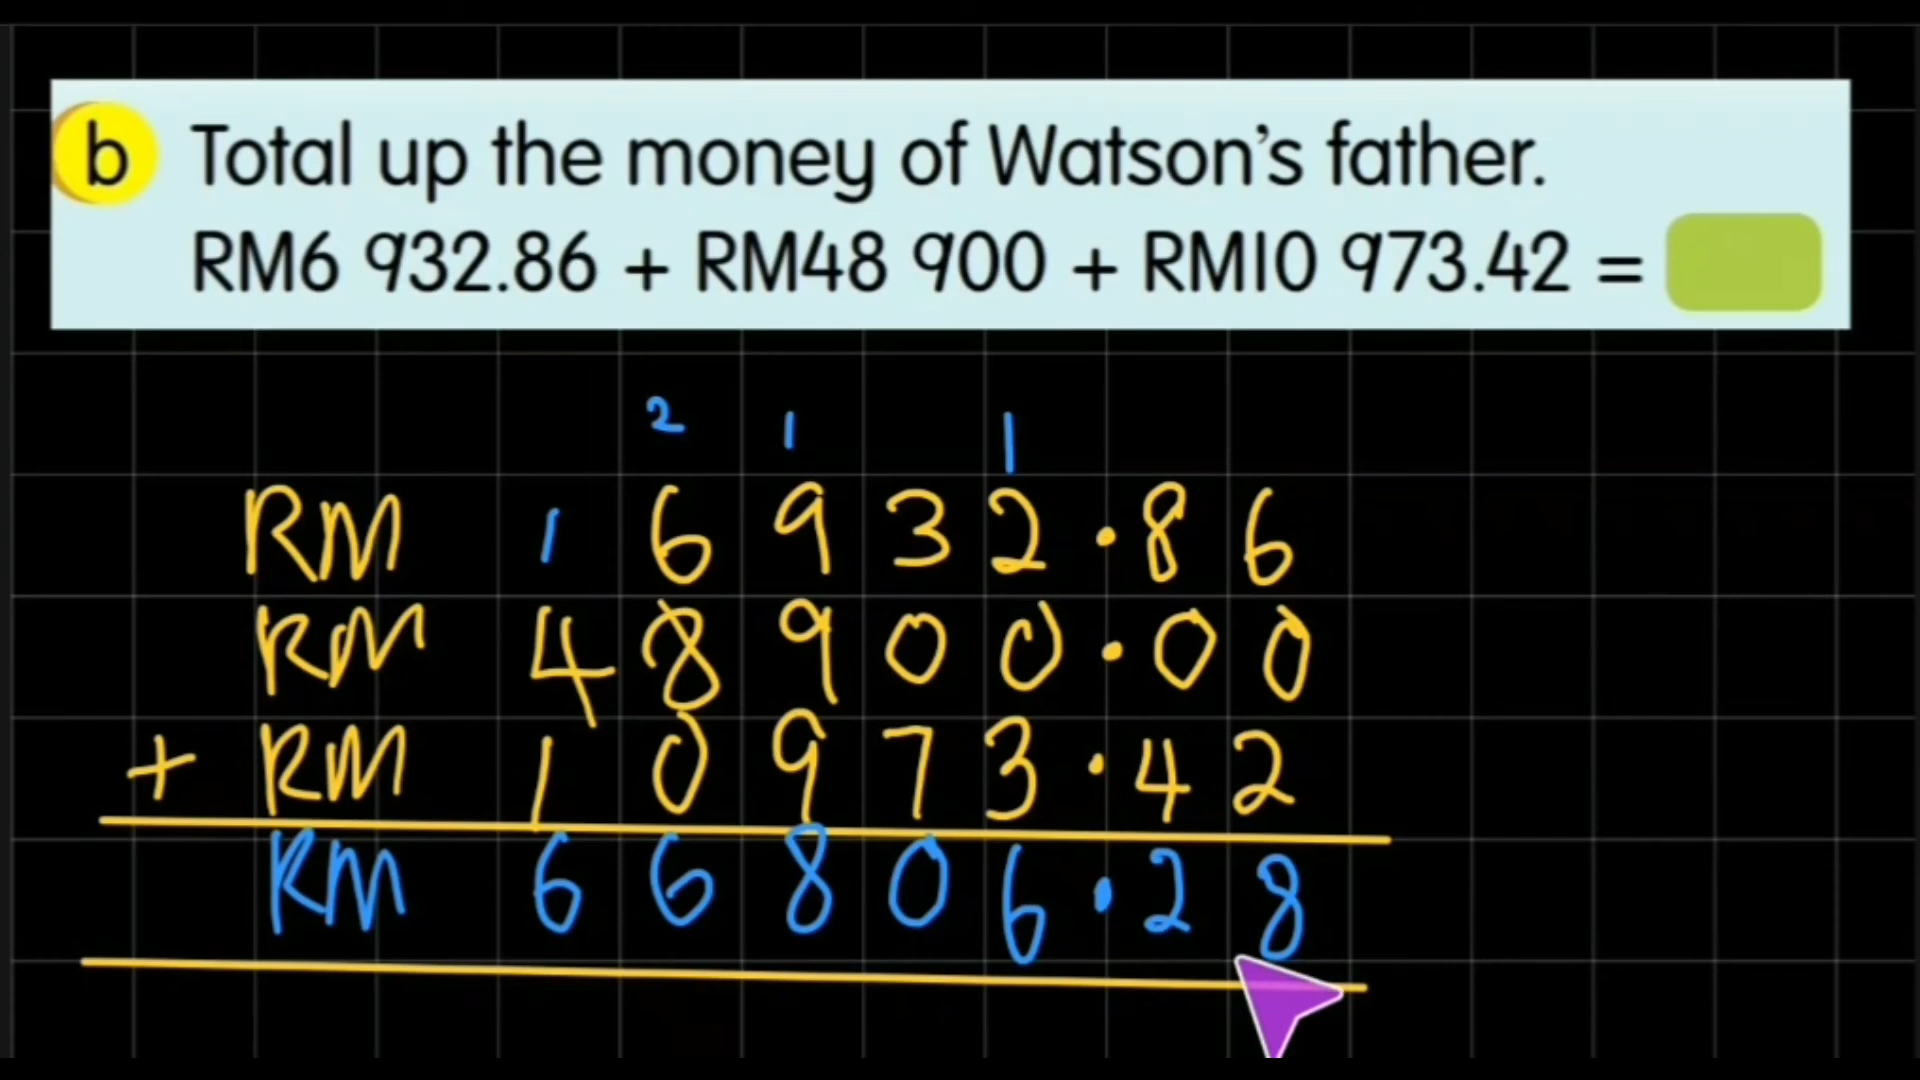 b Total up the money of Watson's father.
RM6 932.86 + RM48 900 + RM10 973.42 =
2 1 1
RM 1 6 9 3 2 . 8 6
RM 4 8 9 0 0 . 0 0
+ RM 1 0 9 7 3 . 4 2
RM 6 6 8 0 6 . 2 8